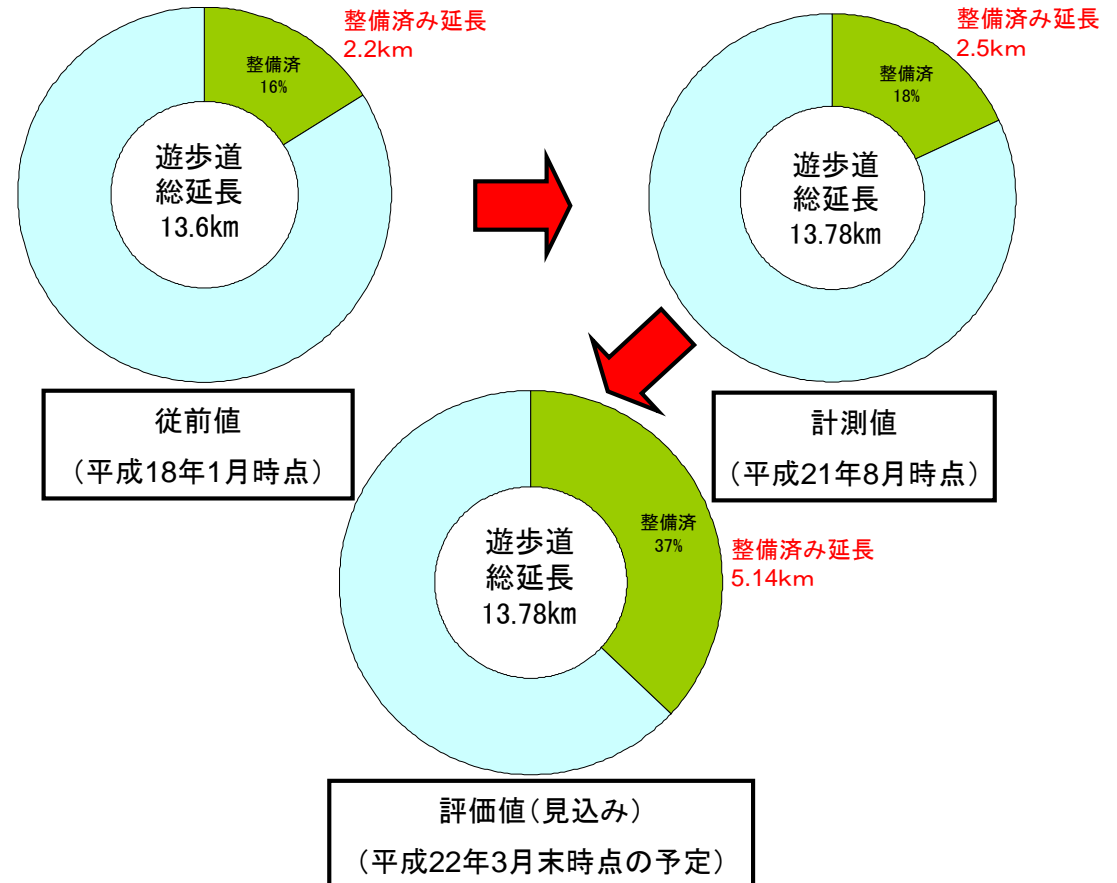 整備済み延長
2.2km
整備済
16%
遊歩道
総延長
13.6km
従前値
（平成18年1月時点）
整備済み延長
2.5km
整備済
18%
遊歩道
総延長
13.78km
計測値
（平成21年8月時点）
整備済
37%
整備済み延長
5.14km
遊歩道
総延長
13.78km
評価値（見込み）
（平成22年3月末時点の予定）